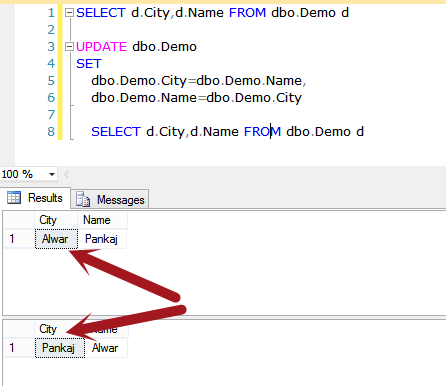 1 SELECT d.City,d.Name FROM dbo.Demo d
2
3 UPDATE dbo.Demo
4 SET
5 dbo.Demo.City=dbo.Demo.Name,
6 dbo.Demo.Name=dbo.Demo.City
7
8 SELECT d.City,d.Name FROM dbo.Demo d
100 %
Results Messages
City Name
1 Alwar Pankaj
City Name
1 Pankaj Alwar